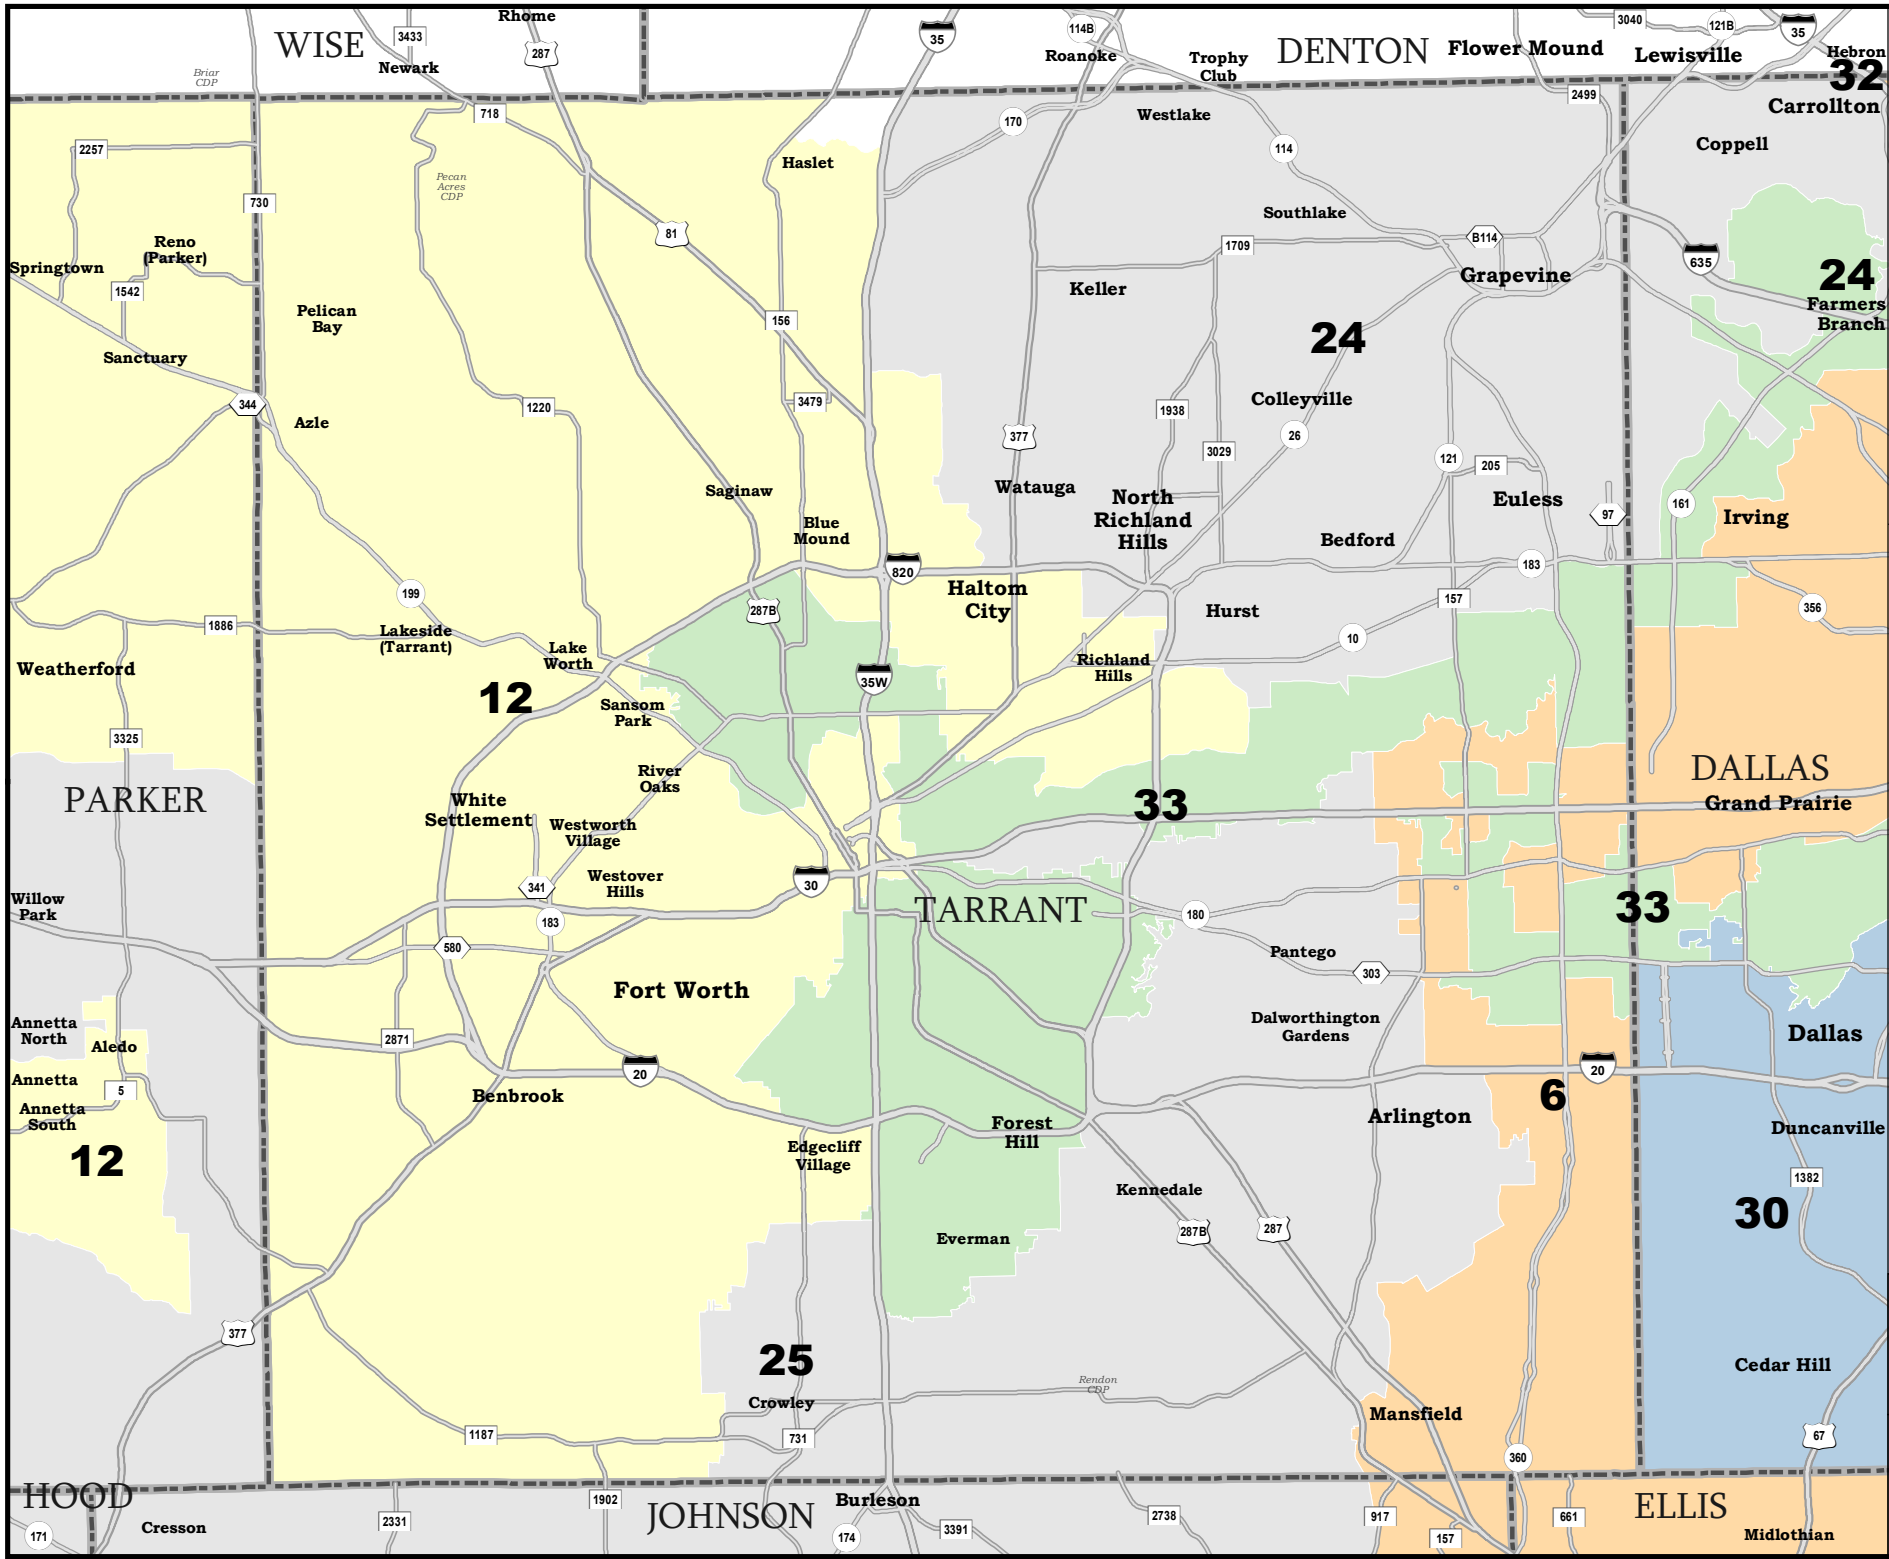 Rhome
WISE
3433
Newark
Briar
CDP
287
35
114B
Roanoke
Trophy
Club
DENTON
Flower Mound
3040
121B
35
Lewisville
Hebron
32
Carrollton
718
170
Westlake
2499
2257
Haslet
114
Coppell
Pecan
Acres
CDP
730
Southlake
81
B114
1709
Reno
(Parker)
635
Springtown
Grapevine
24
1542
Keller
Farmers
Branch
Pelican
Bay
156
24
Sanctuary
344
1220
3479
1938
Colleyville
Azle
377
26
3029
121
205
Saginaw
Watauga
North
Richland
Hills
Euless
97
161
Irving
Blue
Mound
Bedford
183
820
199
287B
Haltom
City
157
Hurst
356
1886
Lakeside
(Tarrant)
10
Lake
Worth
Richland
Hills
Weatherford
35W
12
Sansom
Park
3325
River
Oaks
DALLAS
PARKER
White
Settlement
33
Grand Prairie
Westworth
Village
30
341
Westover
Hills
Willow
Park
183
TARRANT
180
33
580
Pantego
303
Fort Worth
Annetta
North
Aledo
2871
Dalworthington
Gardens
Dallas
Annetta
5
20
20
Benbrook
6
Annetta
South
Forest
Hill
Arlington
Duncanville
12
Edgecliff
Village
1382
Kennedale
30
287B
287
Everman
377
25
Cedar Hill
Rendon
CDP
Crowley
Mansfield
1187
731
67
360
HOOD
1902
Burleson
JOHNSON
ELLIS
171
Cresson
2331
174
3391
2738
917
157
661
Midlothian